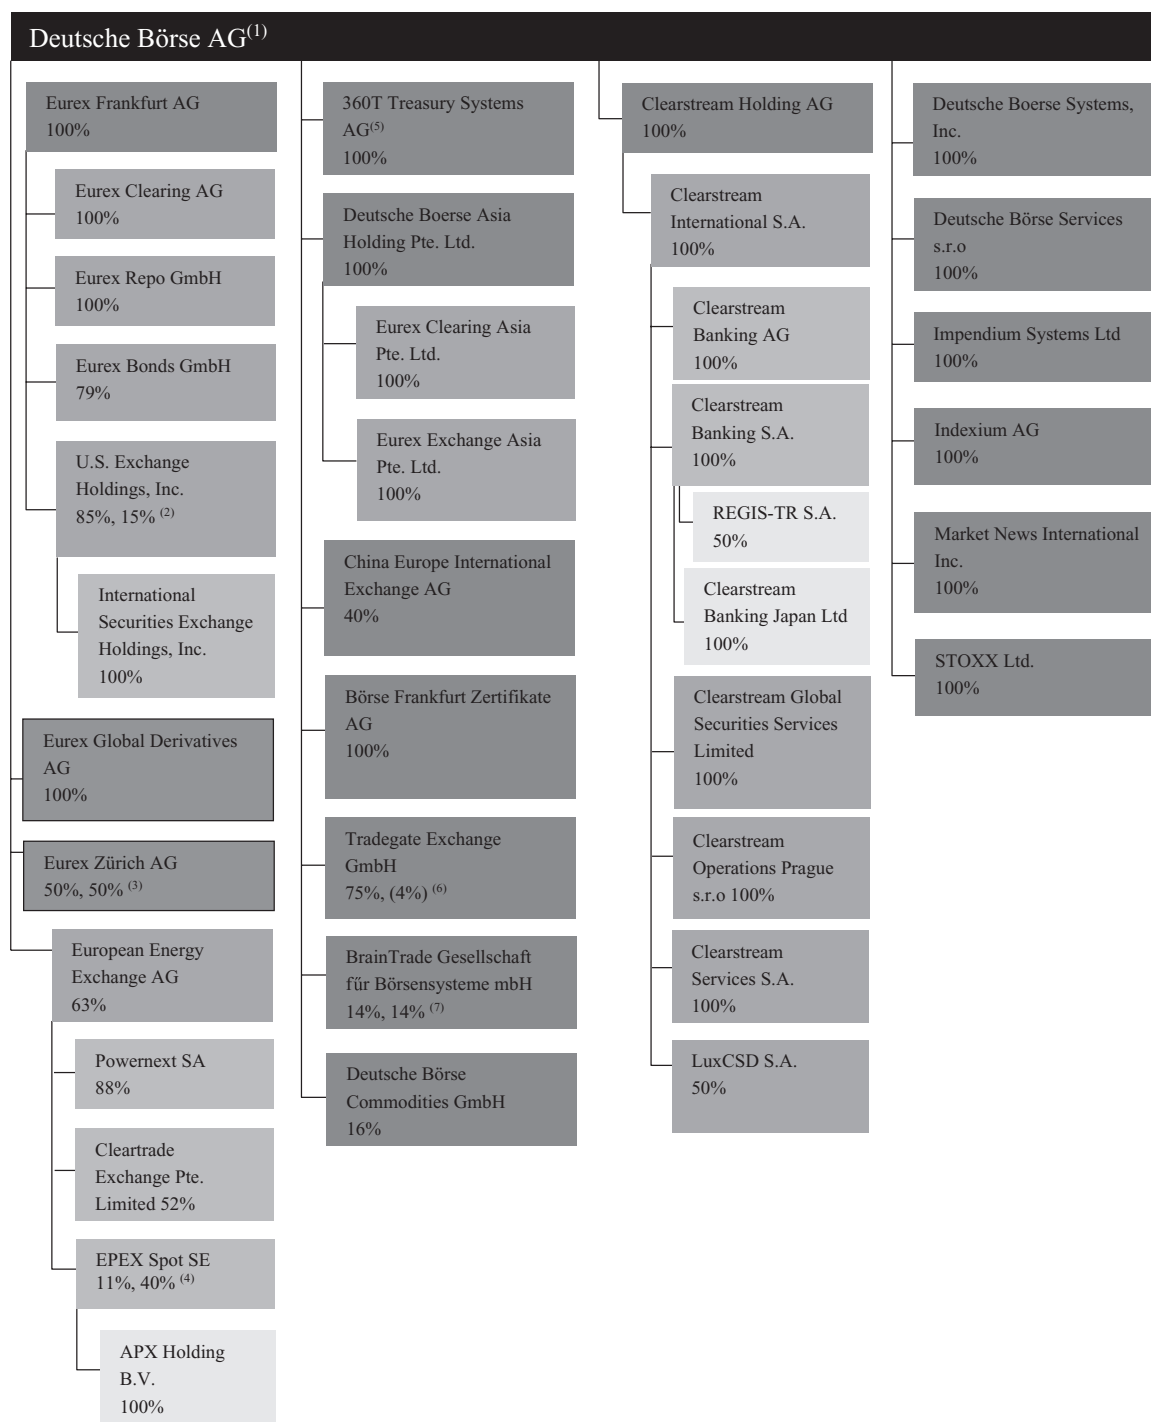 Deutsche Börse AG(1)
Eurex Frankfurt AG
100%
Eurex Clearing AG
100%
Eurex Repo GmbH
100%
Eurex Bonds GmbH
79%
U.S. Exchange
Holdings, Inc.
85%, 15% (2)
International
Securities Exchange
Holdings, Inc.
100%
Eurex Global Derivatives
AG
100%
Eurex Zürich AG
50%, 50% (3)
European Energy
Exchange AG
63%
Powernext SA
88%
Cleartrade
Exchange Pte.
Limited 52%
EPEX Spot SE
11%, 40% (4)
APX Holding
B.V.
100%
360T Treasury Systems
AG(5)
100%
Deutsche Boerse Asia
Holding Pte. Ltd.
100%
Eurex Clearing Asia
Pte. Ltd.
100%
Eurex Exchange Asia
Pte. Ltd.
100%
China Europe International
Exchange AG
40%
Börse Frankfurt Zertifikate
AG
100%
Tradegate Exchange
GmbH
75%, (4%) (6)
BrainTrade Gesellschaft
für Börsensysteme mbH
14%, 14% (7)
Deutsche Börse
Commodities GmbH
16%
Clearstream Holding AG
100%
Clearstream
International S.A.
100%
Clearstream
Banking AG
100%
Clearstream
Banking S.A.
100%
REGIS-TR S.A.
50%
Clearstream
Banking Japan Ltd
100%
Clearstream Global
Securities Services
Limited
100%
Clearstream
Operations Prague
s.r.o 100%
Clearstream
Services S.A.
100%
LuxCSD S.A.
50%
Deutsche Boerse Systems,
Inc.
100%
Deutsche Börse Services
s.r.o
100%
Impendium Systems Ltd
100%
Indexium AG
100%
Market News International
Inc.
100%
STOXX Ltd.
100%